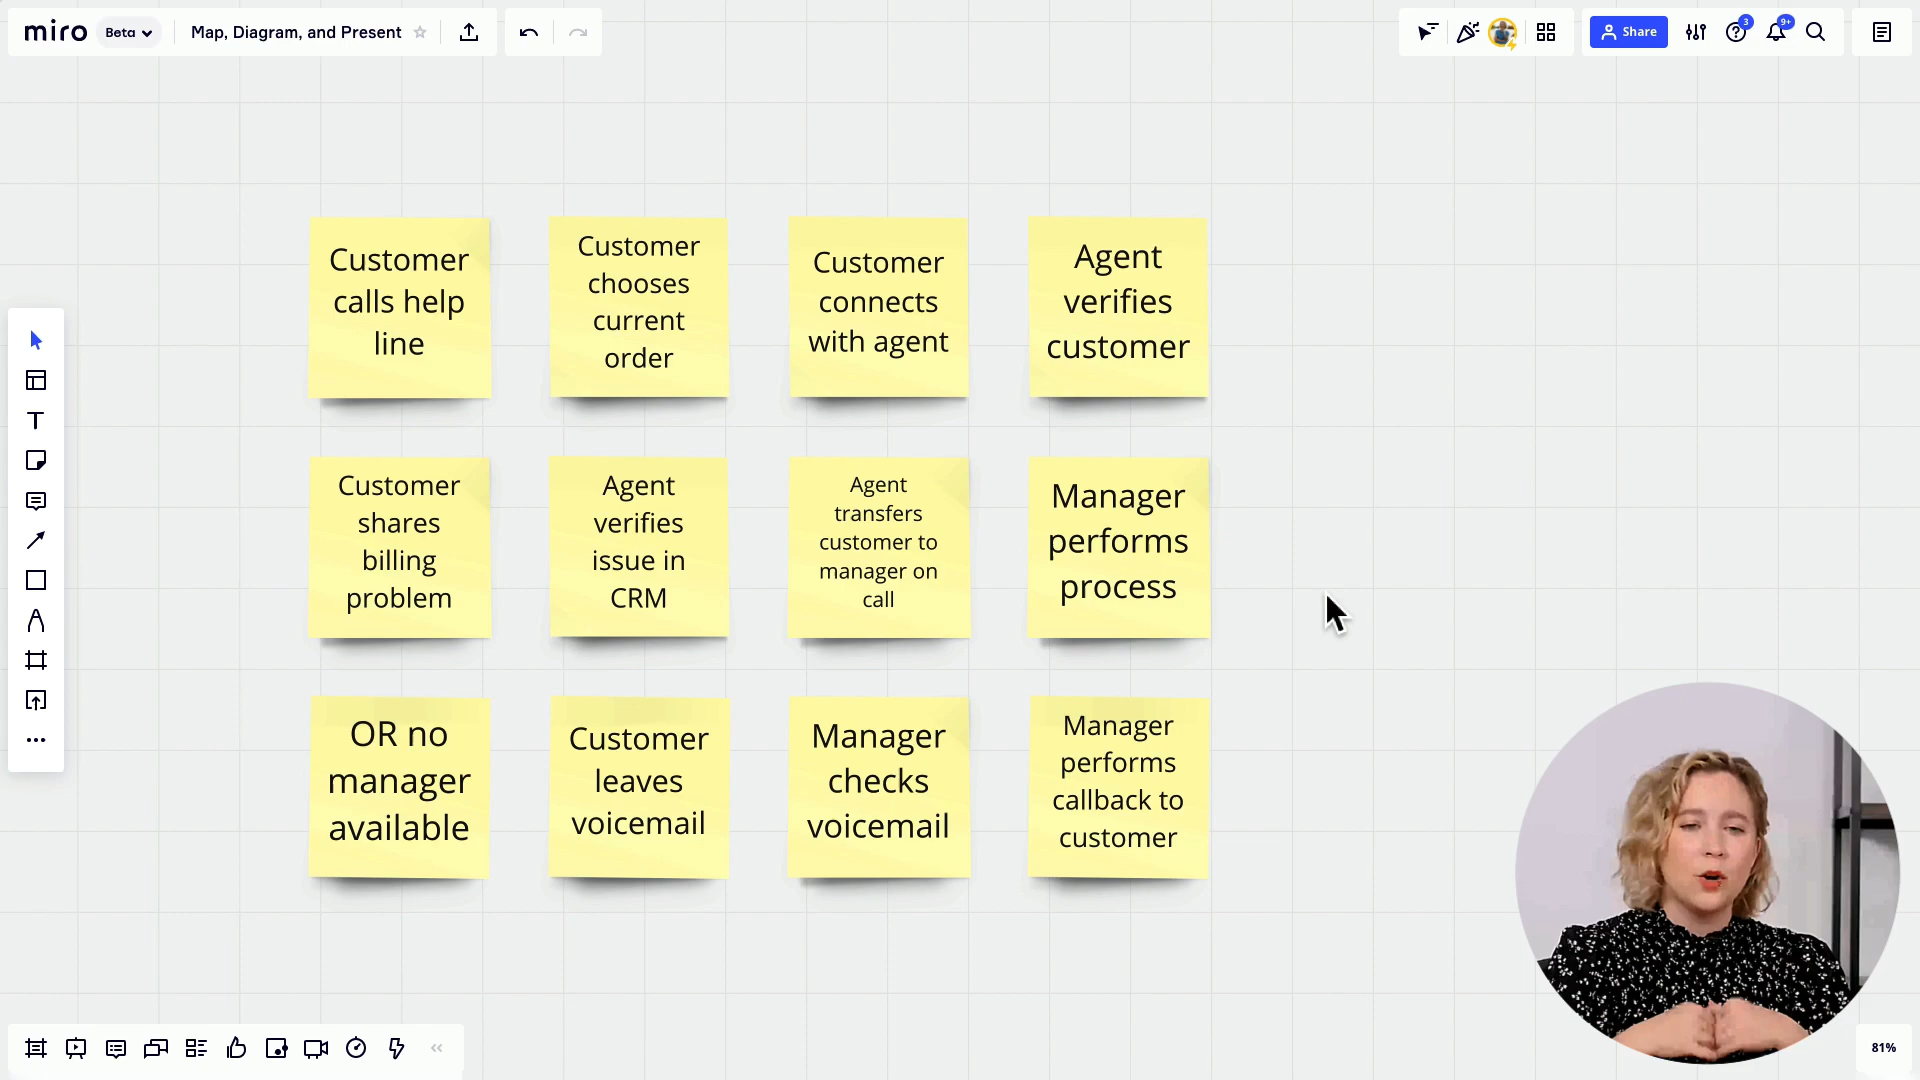 miro Beta Map, Diagram, and Present Share 3 9+
Customer
calls help
line
Customer
chooses
current
order
Customer
connects
with agent
Agent
verifies
customer
Customer
shares
billing
problem
Agent
verifies
issue in
CRM
Agent
transfers
customer to
manager on
call
Manager
performs
process
OR no
manager
available
Customer
leaves
voicemail
Manager
checks
voicemail
Manager
performs
callback to
customer
81%